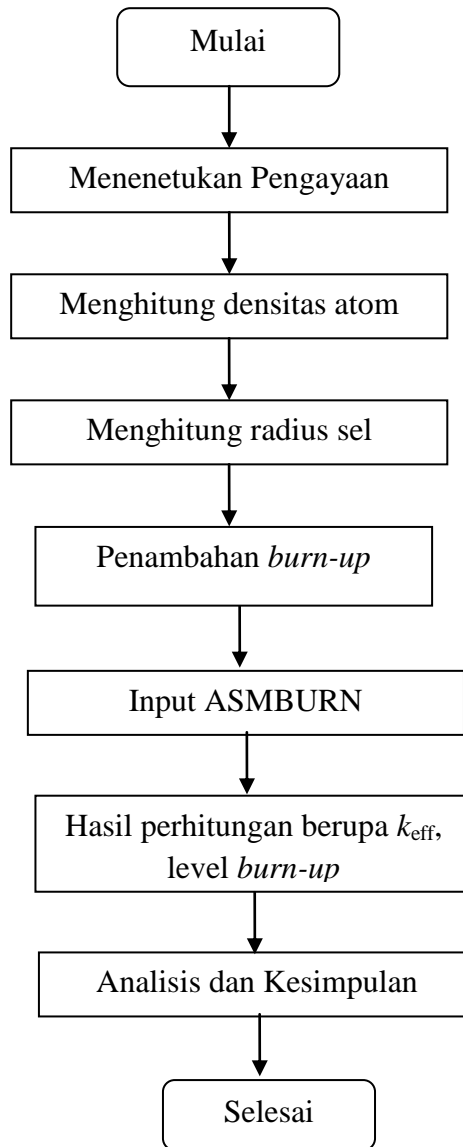 Mulai
Menenetukan Pengayaan
Menghitung densitas atom
Menghitung radius sel
Penambahan burn-up
Input ASMBURN
Hasil perhitungan berupa keff,
level burn-up
Analisis dan Kesimpulan
Selesai